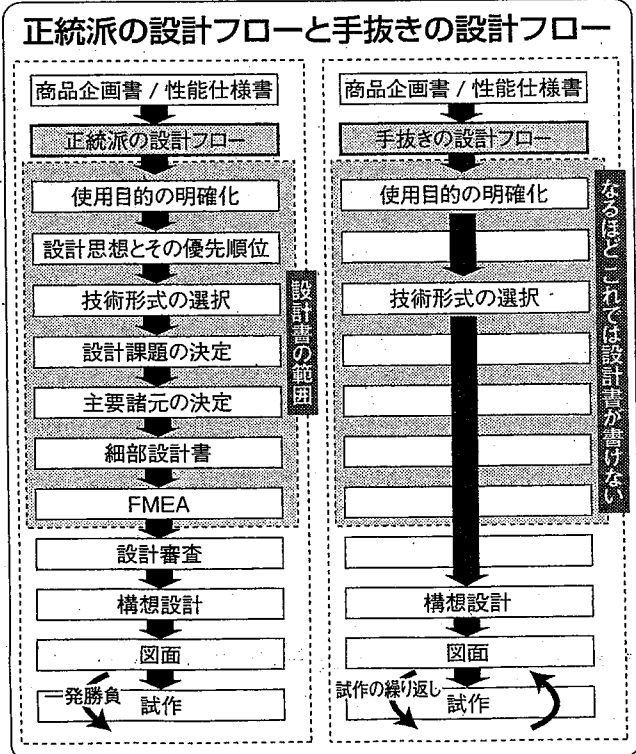 正統派の設計フローと手抜きの設計フロー
商品企画書 / 性能仕様書
正統派の設計フロー
使用目的の明確化
設計思想とその優先順位
技術形式の選択
設計課題の決定
主要諸元の決定
細部設計書
FMEA
設計書の範囲
設計審査
構想設計
図面
一発勝負
試作
商品企画書 / 性能仕様書
手抜きの設計フロー
使用目的の明確化
技術形式の選択
なるほど これでは設計書が書けない
構想設計
図面
試作の繰り返し
試作